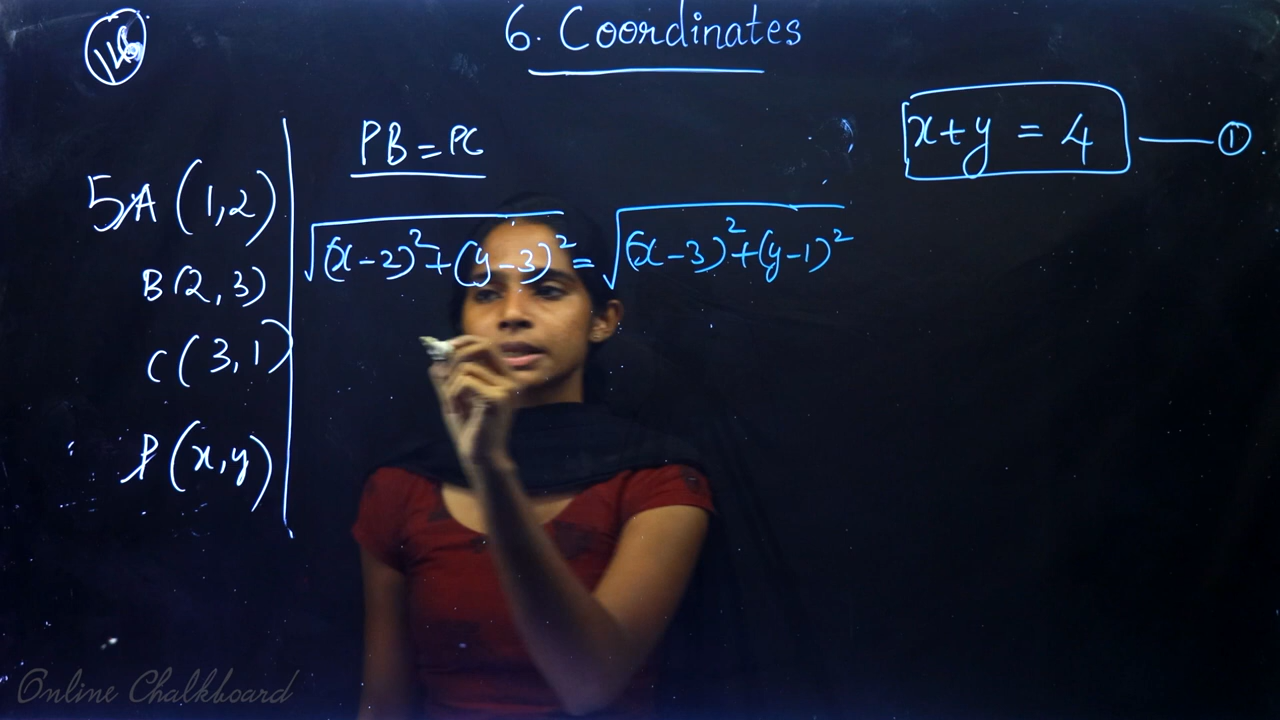 6. Coordinates
x+y = 4 —— ①
PB = PC
5) A (1,2)
B(2, 3)
C (3, 1)
P (x, y)
√(x-2)²+(y-3)² = √(x-3)²+(y-1)²
Online Chalkboard